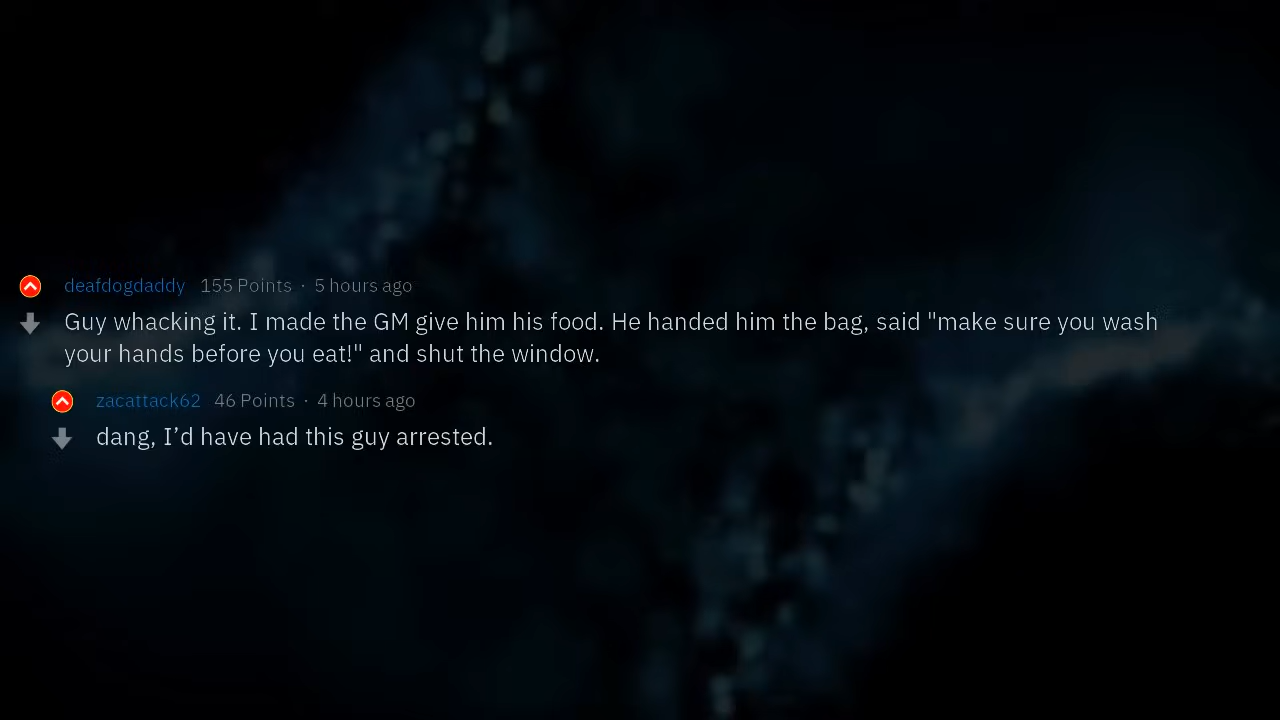 deafdogdaddy 155 Points · 5 hours ago
Guy whacking it. I made the GM give him his food. He handed him the bag, said "make sure you wash
your hands before you eat!" and shut the window.
zacattack62 46 Points · 4 hours ago
dang, I’d have had this guy arrested.